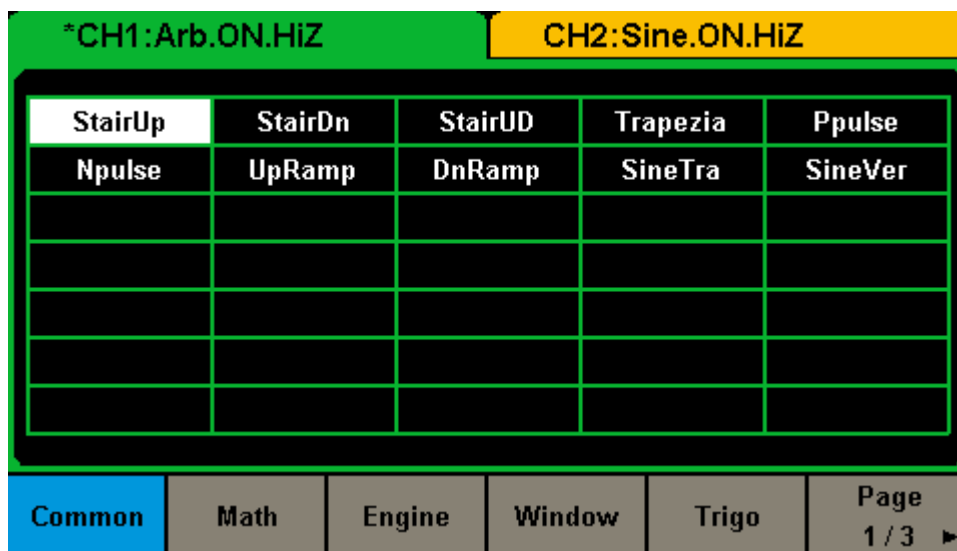 *CH1:Arb.ON.HiZ CH2:Sine.ON.HiZ
StairUp StairDn StairUD Trapezia Ppulse
Npulse UpRamp DnRamp SineTra SineVer
Common Math Engine Window Trigo Page
1 / 3 ►